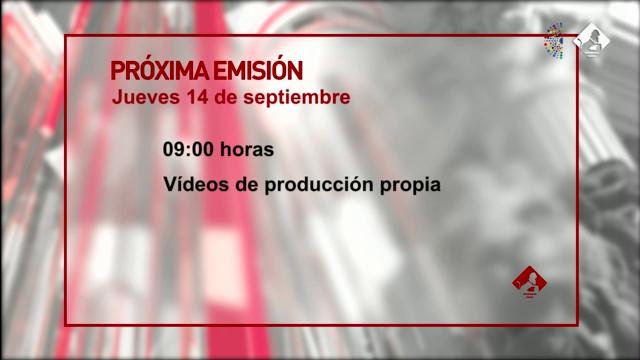 PRÓXIMA EMISIÓN
Jueves 14 de septiembre
09:00 horas
Vídeos de producción propia